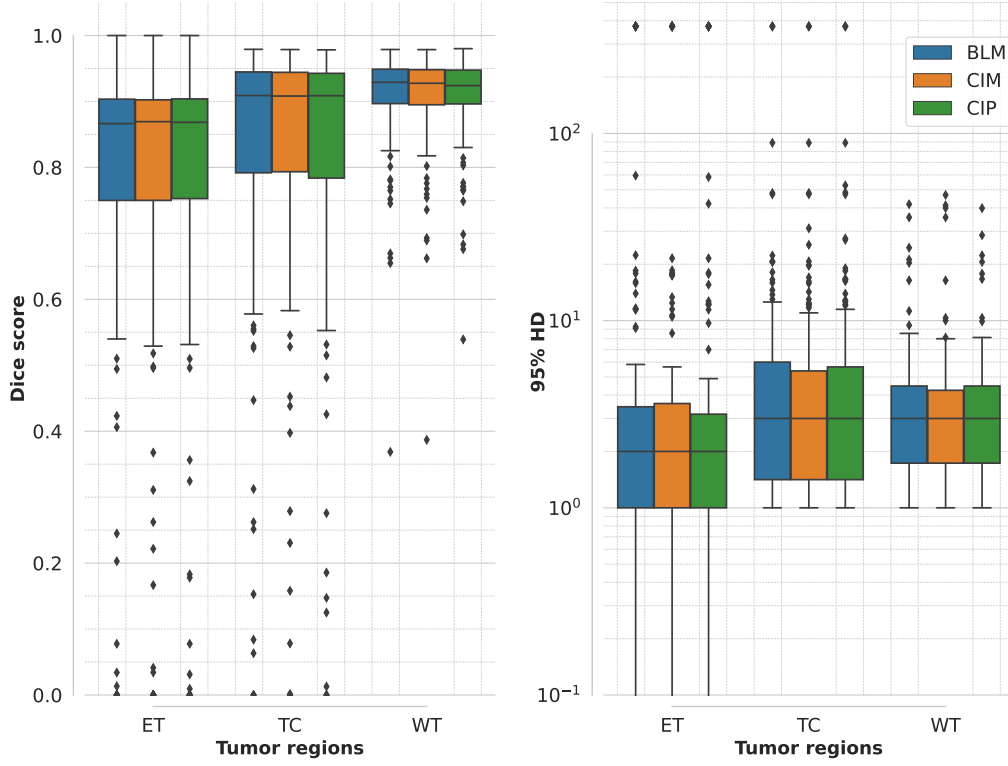 1.0
0.8
0.6
0.4
0.2
0.0
Dice score
ET TC WT
Tumor regions
BLM
CIM
CIP
10²
10¹
10⁰
10⁻¹
95% HD
ET TC WT
Tumor regions